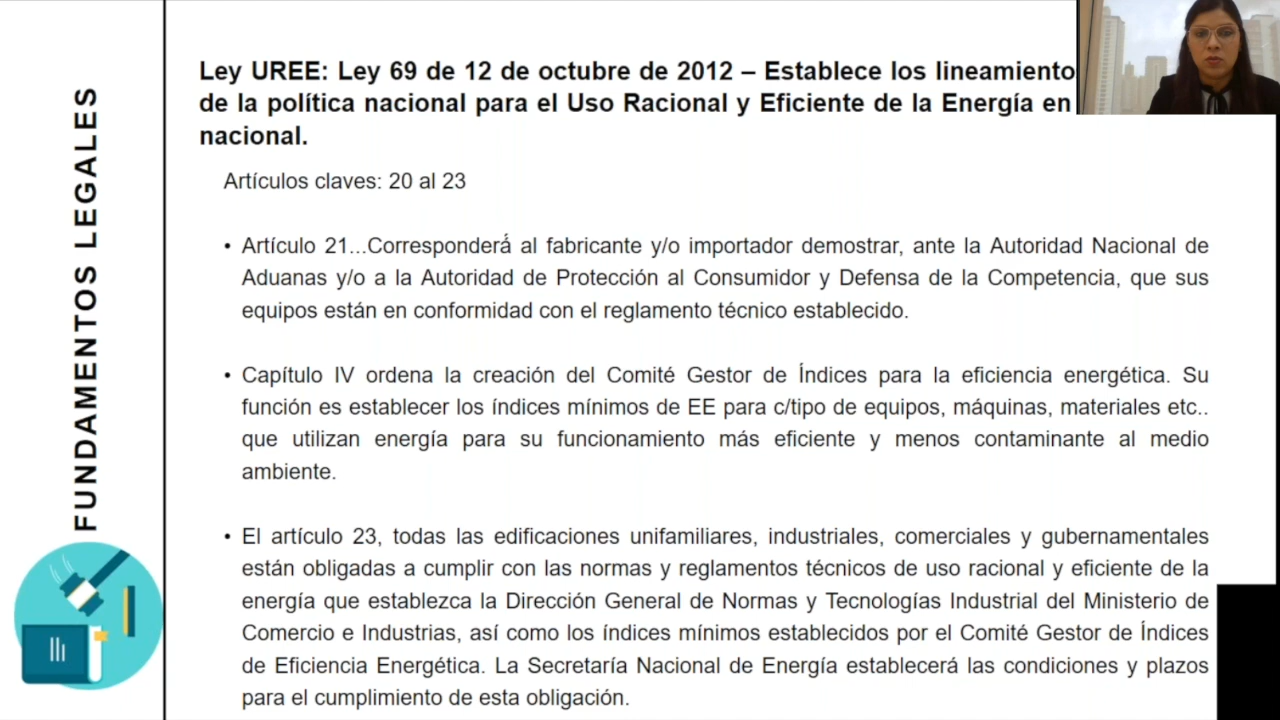 FUNDAMENTOS LEGALES
Ley UREE: Ley 69 de 12 de octubre de 2012 – Establece los lineamiento
de la política nacional para el Uso Racional y Eficiente de la Energía en
nacional.
Artículos claves: 20 al 23
• Artículo 21...Corresponderá́ al fabricante y/o importador demostrar, ante la Autoridad Nacional de
Aduanas y/o a la Autoridad de Protección al Consumidor y Defensa de la Competencia, que sus
equipos están en conformidad con el reglamento técnico establecido.
• Capítulo IV ordena la creación del Comité Gestor de Índices para la eficiencia energética. Su
función es establecer los índices mínimos de EE para c/tipo de equipos, máquinas, materiales etc..
que utilizan energía para su funcionamiento más eficiente y menos contaminante al medio
ambiente.
• El artículo 23, todas las edificaciones unifamiliares, industriales, comerciales y gubernamentales
están obligadas a cumplir con las normas y reglamentos técnicos de uso racional y eficiente de la
energía que establezca la Dirección General de Normas y Tecnologías Industrial del Ministerio de
Comercio e Industrias, así como los índices mínimos establecidos por el Comité Gestor de Índices
de Eficiencia Energética. La Secretaría Nacional de Energía establecerá las condiciones y plazos
para el cumplimiento de esta obligación.